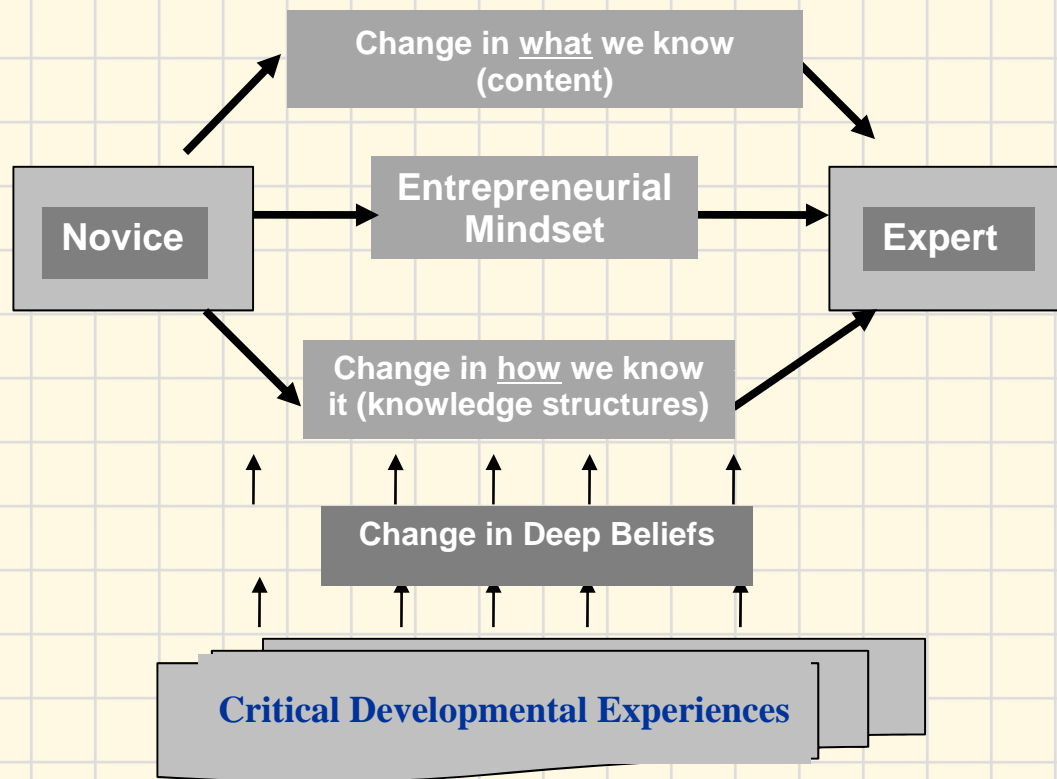 Change in what we know
(content)
Entrepreneurial
Mindset
Novice
Expert
Change in how we know
it (knowledge structures)
Change in Deep Beliefs
Critical Developmental Experiences